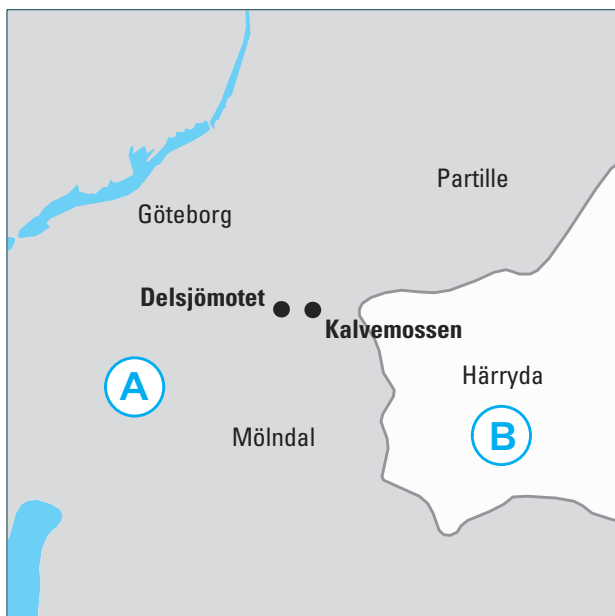 Partille
Göteborg
Delsjömotet
Kalvemossen
Härryda
A
B
Mölndal